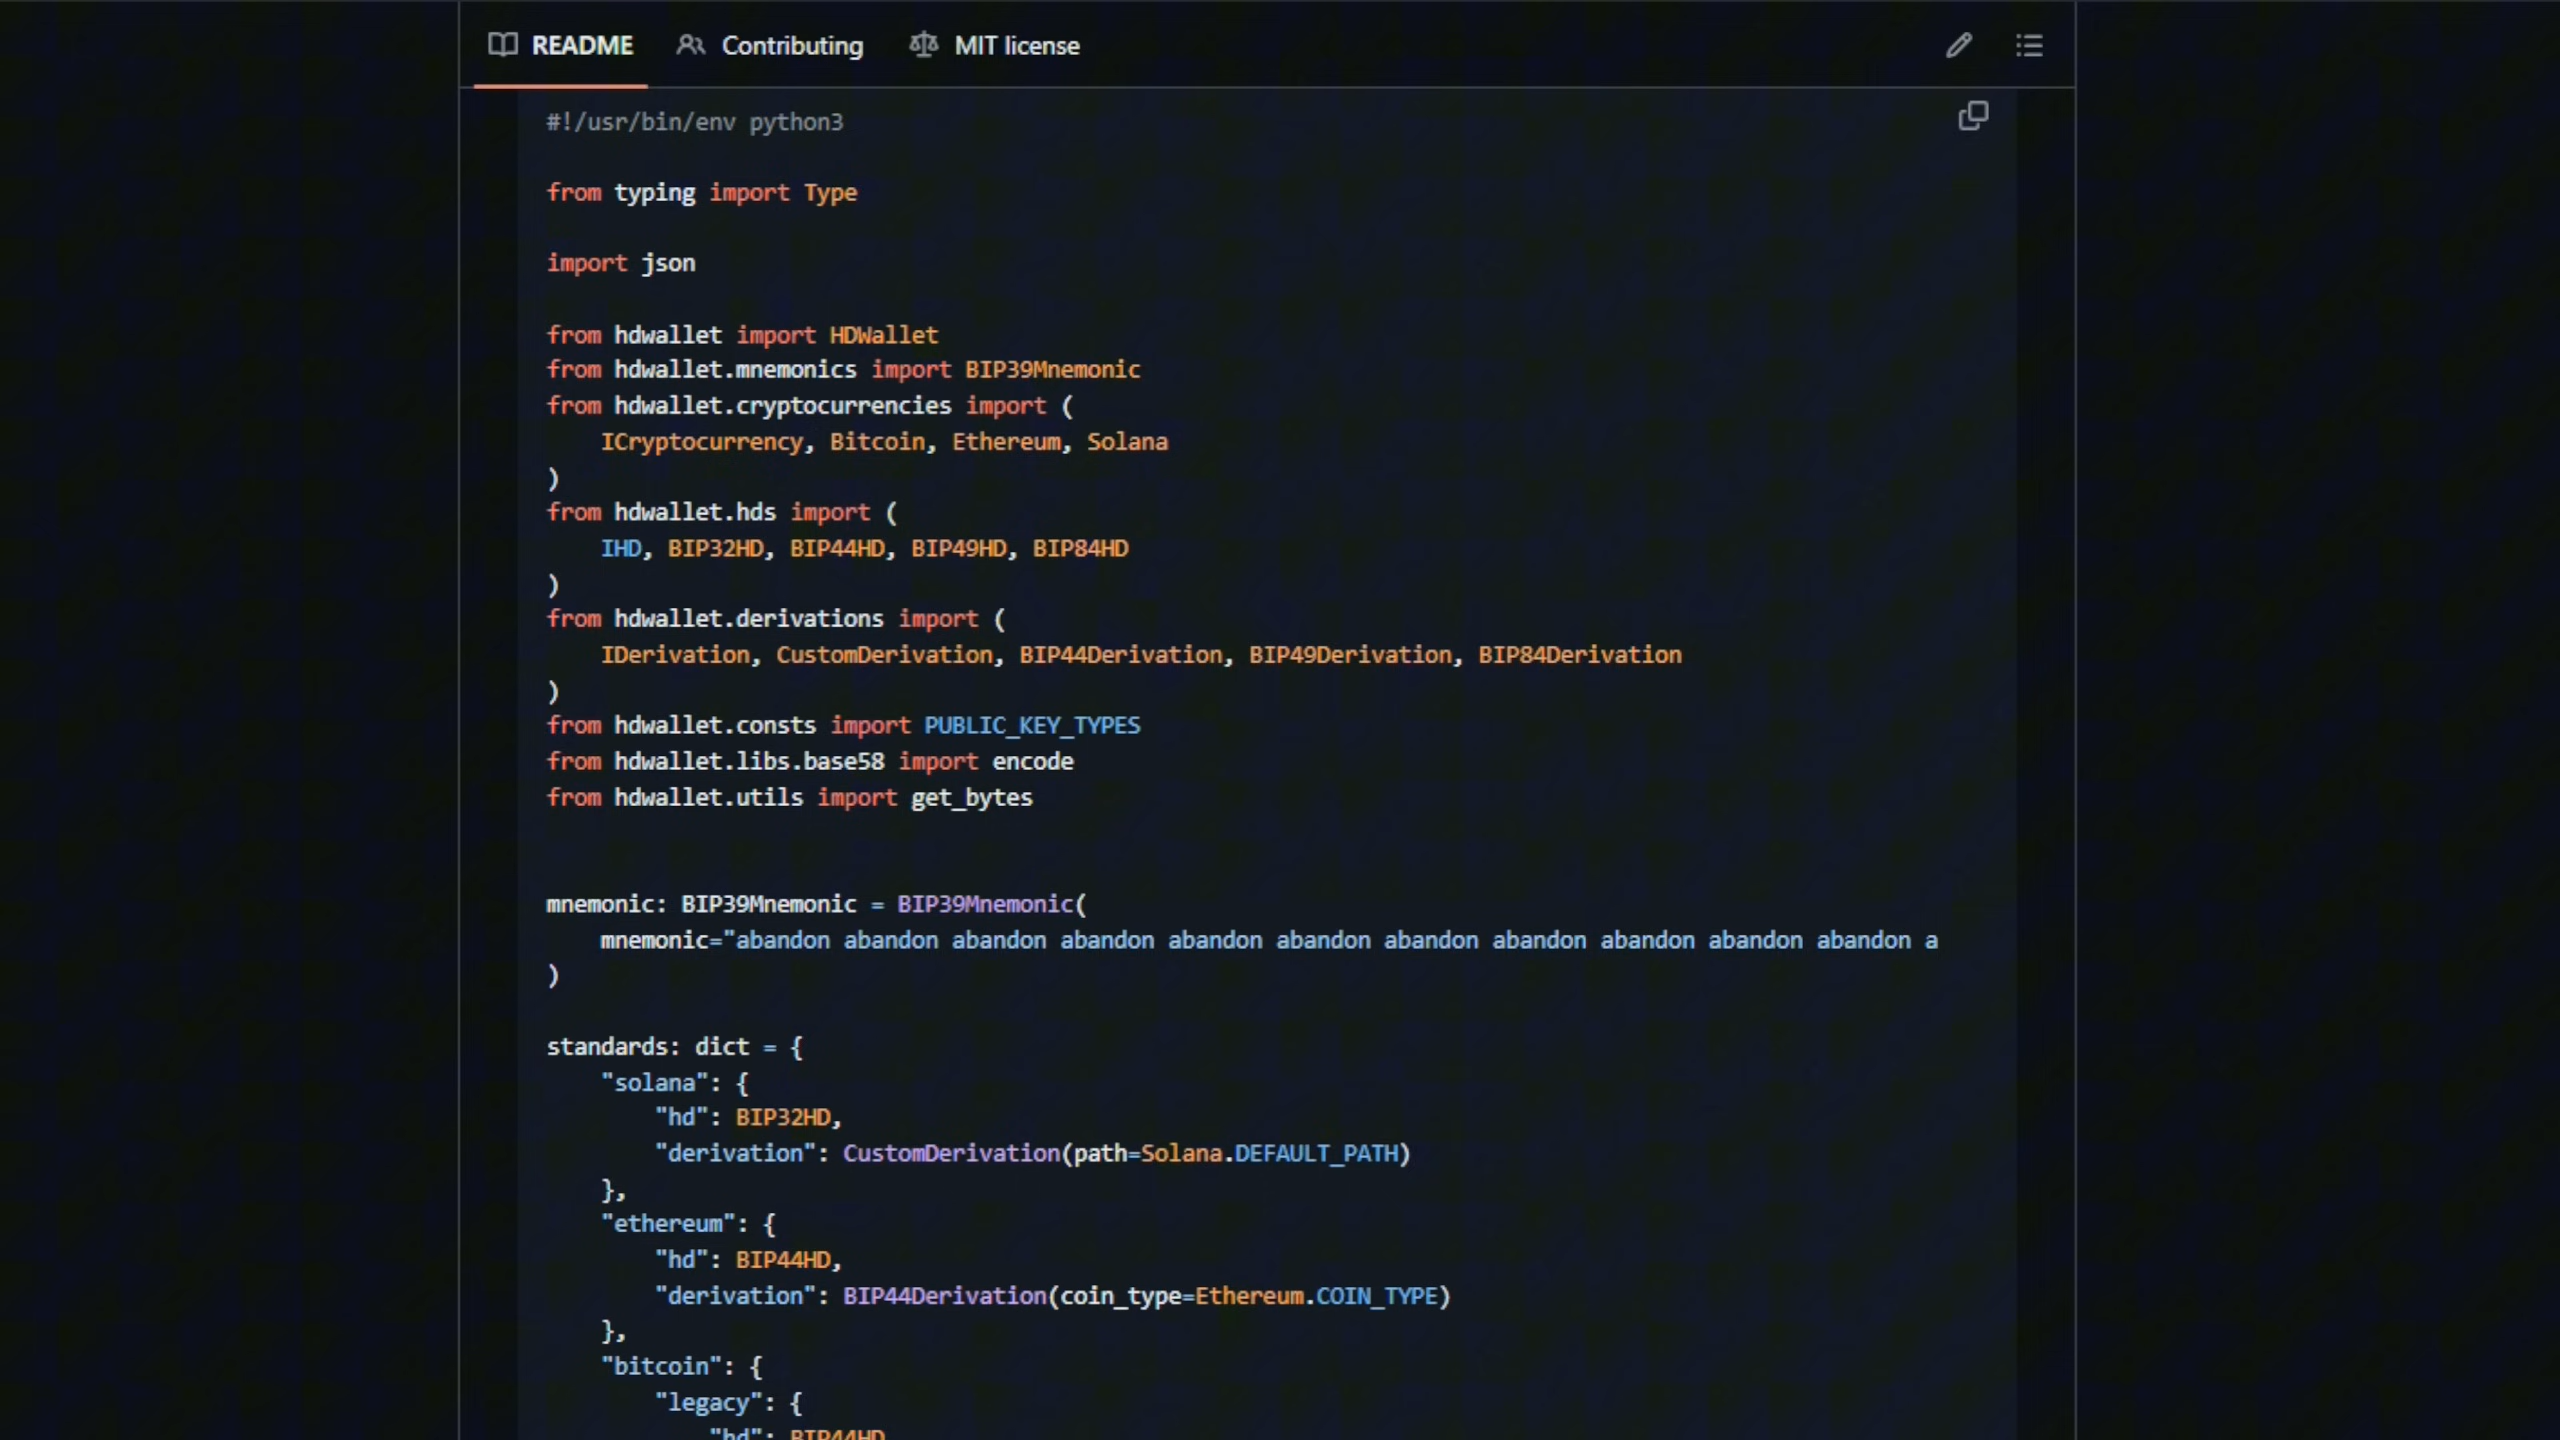 README Contributing MIT license
#!/usr/bin/env python3
from typing import Type
import json
from hdwallet import HDWallet
from hdwallet.mnemonics import BIP39Mnemonic
from hdwallet.cryptocurrencies import (
    ICryptocurrency, Bitcoin, Ethereum, Solana
)
from hdwallet.hds import (
    IHD, BIP32HD, BIP44HD, BIP49HD, BIP84HD
)
from hdwallet.derivations import (
    IDerivation, CustomDerivation, BIP44Derivation, BIP49Derivation, BIP84Derivation
)
from hdwallet.consts import PUBLIC_KEY_TYPES
from hdwallet.libs.base58 import encode
from hdwallet.utils import get_bytes
mnemonic: BIP39Mnemonic = BIP39Mnemonic(
    mnemonic="abandon abandon abandon abandon abandon abandon abandon abandon abandon abandon abandon a
)
standards: dict = {
    "solana": {
        "hd": BIP32HD,
        "derivation": CustomDerivation(path=Solana.DEFAULT_PATH)
    },
    "ethereum": {
        "hd": BIP44HD,
        "derivation": BIP44Derivation(coin_type=Ethereum.COIN_TYPE)
    },
    "bitcoin": {
        "legacy": {
            "hd": BIP44HD